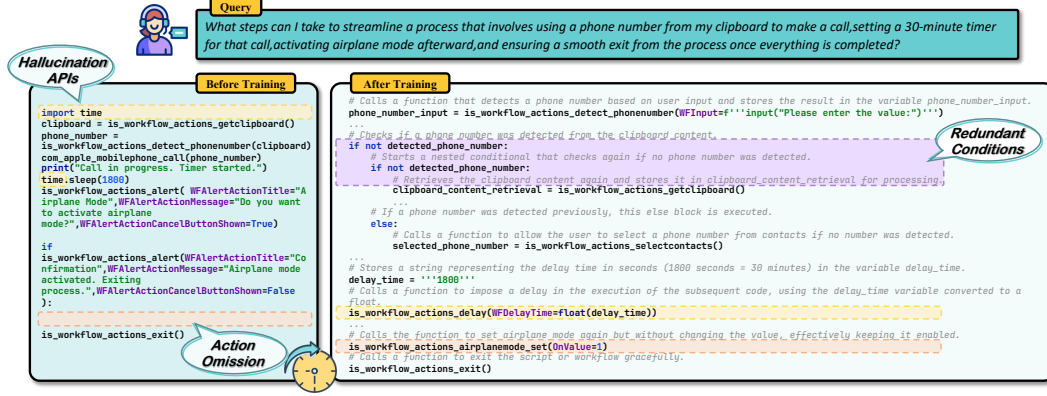 Query
What steps can I take to streamline a process that involves using a phone number from my clipboard to make a call,setting a 30-minute timer
for that call,activating airplane mode afterward,and ensuring a smooth exit from the process once everything is completed?
Hallucination
APIs
Before Training
import time
clipboard = is_workflow_actions_getclipboard()
phone_number =
is_workflow_actions_detect_phonenumber(clipboard)
com_apple_mobilephone_call(phone_number)
print("Call in progress. Timer started.")
time.sleep(1800)
is_workflow_actions_alert( WFAlertActionTitle="A
irplane Mode",WFAlertActionMessage="Do you want
to activate airplane
mode?",WFAlertActionCancelButtonShown=True)
if
is_workflow_actions_alert(WFAlertActionTitle="Co
nfirmation",WFAlertActionMessage="Airplane mode
activated. Exiting
process.",WFAlertActionCancelButtonShown=False
):
is_workflow_actions_exit()
Action
Omission
After Training
# Calls a function that detects a phone number based on user input and stores the result in the variable phone_number_input.
phone_number_input = is_workflow_actions_detect_phonenumber(WFInput=f'''input("Please enter the value:")''')
...
# Checks if a phone number was detected from the clipboard content.
if not detected_phone_number:
# Starts a nested conditional that checks again if no phone number was detected.
if not detected_phone_number:
# Retrieves the clipboard content again and stores it in clipboard_content_retrieval for processing.
clipboard_content_retrieval = is_workflow_actions_getclipboard()
...
# If a phone number was detected previously, this else block is executed.
else:
# Calls a function to allow the user to select a phone number from contacts if no number was detected.
selected_phone_number = is_workflow_actions_selectcontacts()
...
# Stores a string representing the delay time in seconds (1800 seconds = 30 minutes) in the variable delay_time.
delay_time = '''1800'''
# Calls a function to impose a delay in the execution of the subsequent code, using the delay_time variable converted to a
float.
is_workflow_actions_delay(WFDelayTime=float(delay_time))
...
# Calls the function to set airplane mode again but without changing the value, effectively keeping it enabled.
is_workflow_actions_airplanemode_set(OnValue=1)
# Calls a function to exit the script or workflow gracefully.
is_workflow_actions_exit()
Redundant
Conditions